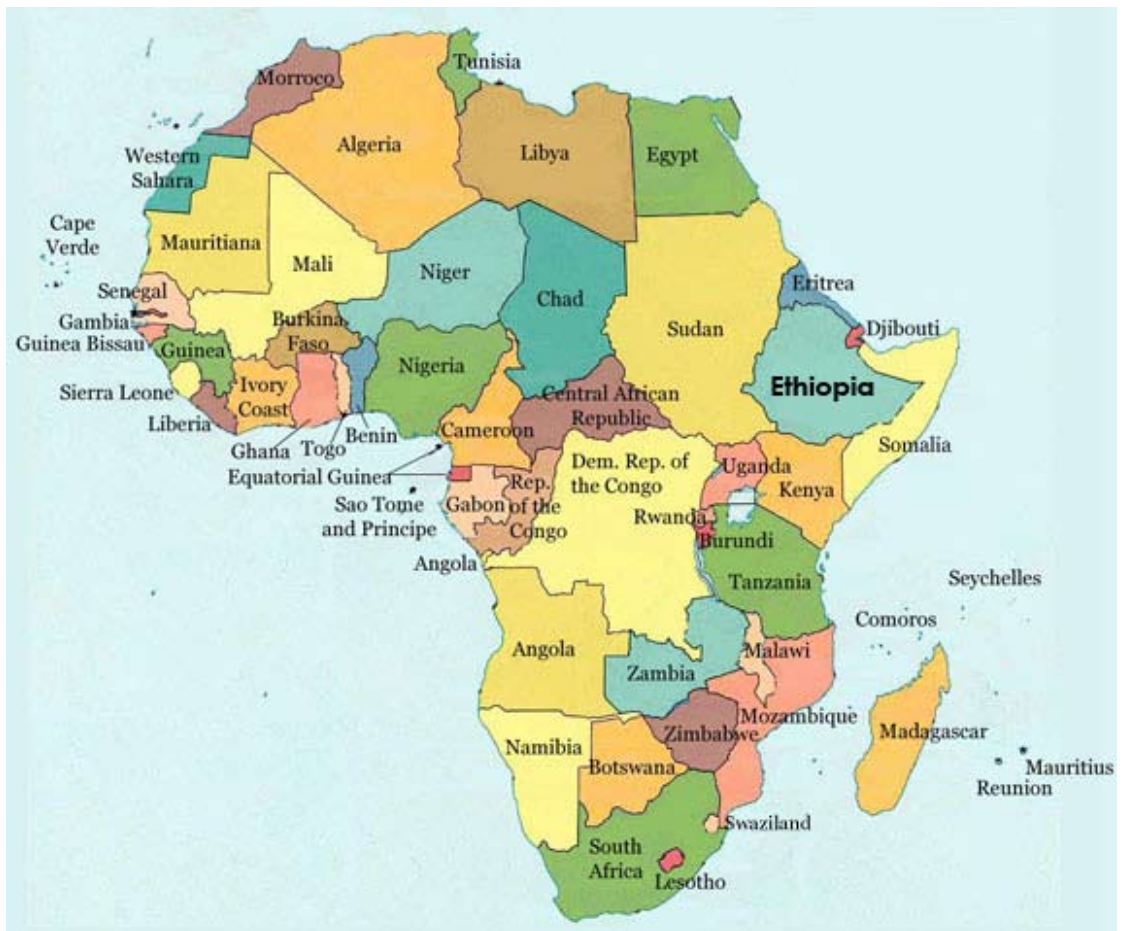 Morroco
Tunisia
Algeria
Libya
Egypt
Western
Sahara
Cape
Verde
Mauritiana
Mali
Niger
Chad
Sudan
Eritrea
Senegal
Gambia
Guinea Bissau
Guinea
Burkina
Faso
Djibouti
Nigeria
Ethiopia
Sierra Leone
Ivory
Coast
Central African
Republic
Liberia
Ghana
Togo
Benin
Cameroon
Somalia
Equatorial Guinea
Dem. Rep. of
the Congo
Uganda
Kenya
Sao Tome
and Principe
Gabon
Rep.
of the
Congo
Rwanda
Burundi
Angola
Tanzania
Seychelles
Comoros
Angola
Zambia
Malawi
Mozambique
Zimbabwe
Madagascar
Namibia
Botswana
Mauritius
Reunion
Swaziland
South
Africa
Lesotho